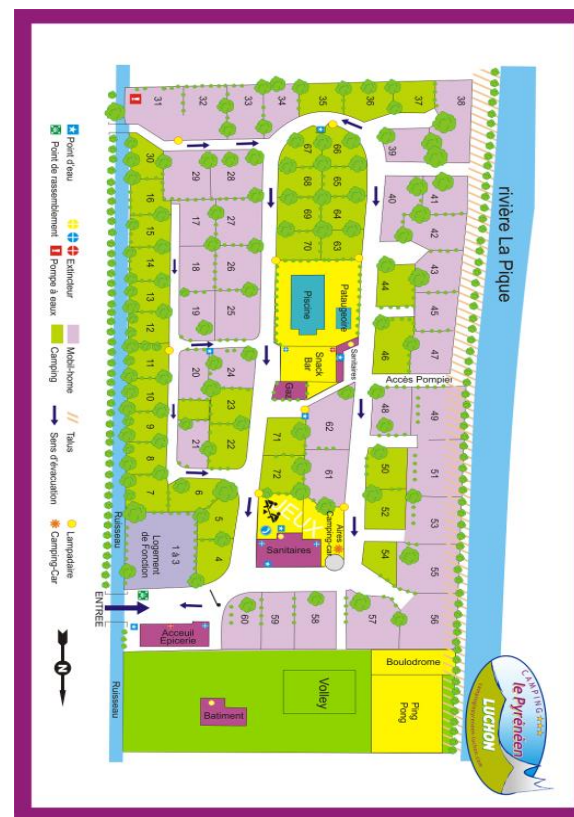 rivière La Pique
38
37
36
35
34
33
32
31
39
40
41
42
43
44
45
46
47
Accès Pompier
48
49
50
51
52
53
54
55
56
57
58
59
60
66
67
65
68
64
69
63
70
Pataugeoire
Piscine
Sanitaires
Snack
Bar
Gaz
62
61
71
72
JEUX
Aires
Camping-car
Sanitaires
30
29
28
16
17
27
15
18
26
14
13
19
25
12
11
20
24
10
23
9
21
22
8
7
6
5
4
1 à 3
Logement
de Fonction
Ruisseau
ENTREE
Acceuil
Epicerie
Ruisseau
Batiment
Volley
Boulodrome
Ping
Pong
Point d'eau
Point de rassemblement
Extincteur
Pompe à eaux
Mobil-home
Camping
Talus
Sens d'évacuation
Lampadaire
Camping-Car
N
CAMPING
le Pyrénéen
LUCHON